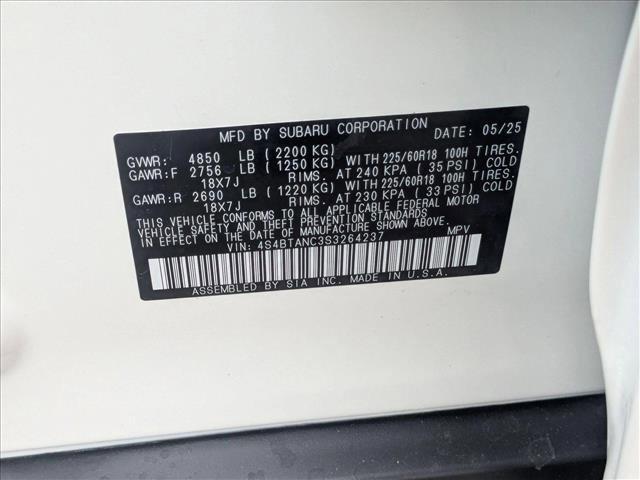 MFD BY SUBARU CORPORATION DATE: 05/25
GVWR: 4850 LB (2200 KG)
GAWR:F 2756 LB (1250 KG) WITH 225/60R18 100H TIRES.
18X7J RIMS. AT 240 KPA (35 PSI) COLD
GAWR:R 2690 LB (1220 KG) WITH 225/60R18 100H TIRES.
18X7J RIMS. AT 230 KPA (33 PSI) COLD
THIS VEHICLE CONFORMS TO ALL APPLICABLE FEDERAL MOTOR
VEHICLE SAFETY AND THEFT PREVENTION STANDARDS
IN EFFECT ON THE DATE OF MANUFACTURE SHOWN ABOVE.
VIN: 4S4BTANC3S3264237 MPV
ASSEMBLED BY SIA INC. MADE IN U.S.A.